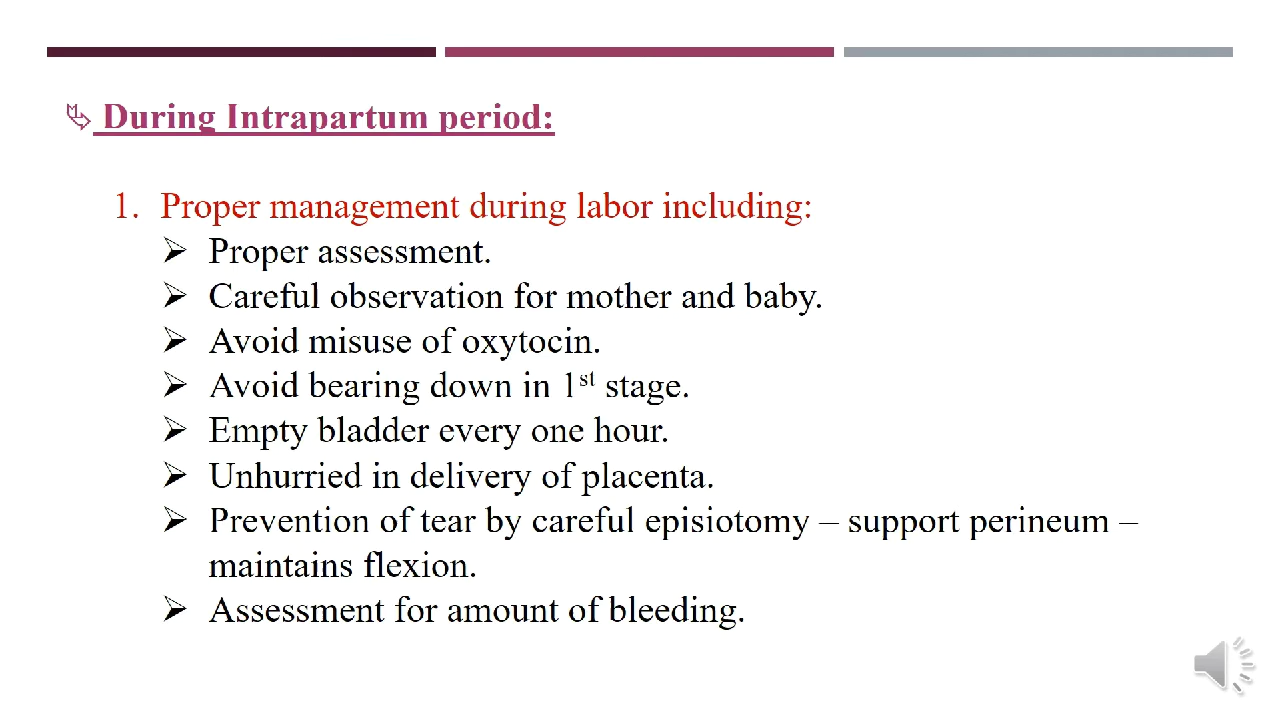 During Intrapartum period:
1. Proper management during labor including:
➢ Proper assessment.
➢ Careful observation for mother and baby.
➢ Avoid misuse of oxytocin.
➢ Avoid bearing down in 1st stage.
➢ Empty bladder every one hour.
➢ Unhurried in delivery of placenta.
➢ Prevention of tear by careful episiotomy – support perineum –
maintains flexion.
➢ Assessment for amount of bleeding.